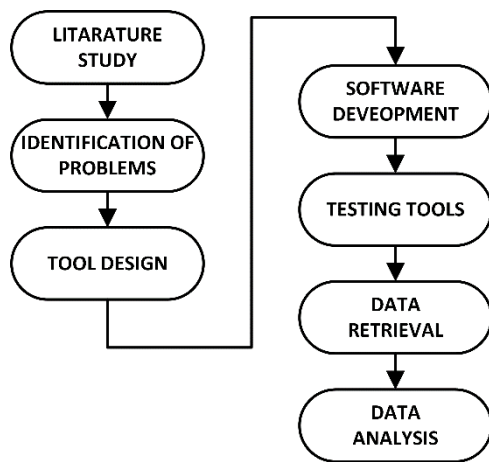 LITARATURE
STUDY
IDENTIFICATION OF
PROBLEMS
TOOL DESIGN
SOFTWARE
DEVEOPMENT
TESTING TOOLS
DATA
RETRIEVAL
DATA
ANALYSIS